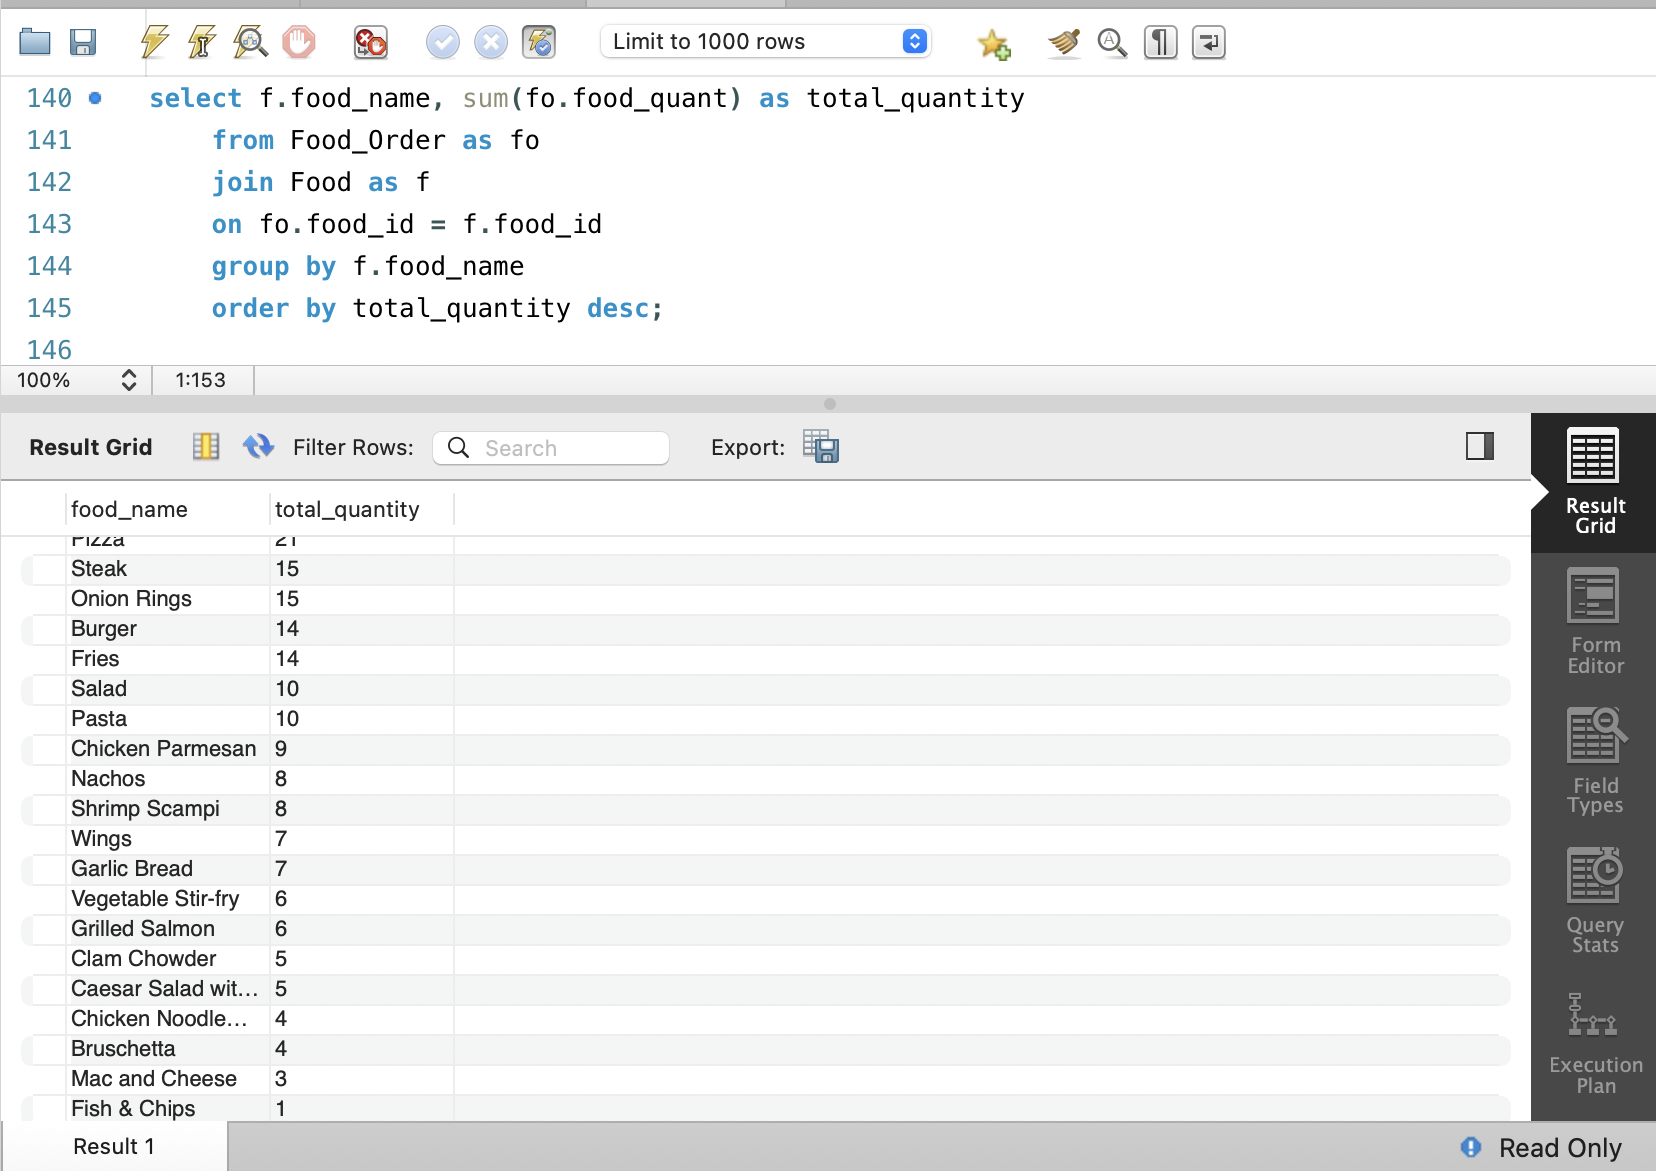 Limit to 1000 rows
140 select f.food_name, sum(fo.food_quant) as total_quantity
141 from Food_Order as fo
142 join Food as f
143 on fo.food_id = f.food_id
144 group by f.food_name
145 order by total_quantity desc;
146
100% 1:153
Result Grid Filter Rows: Search Export:
food_name total_quantity
Pizza 21
Steak 15
Onion Rings 15
Burger 14
Fries 14
Salad 10
Pasta 10
Chicken Parmesan 9
Nachos 8
Shrimp Scampi 8
Wings 7
Garlic Bread 7
Vegetable Stir-fry 6
Grilled Salmon 6
Clam Chowder 5
Caesar Salad wit... 5
Chicken Noodle... 4
Bruschetta 4
Mac and Cheese 3
Fish & Chips 1
Result
Grid
Form
Editor
Field
Types
Query
Stats
Execution
Plan
Result 1
Read Only